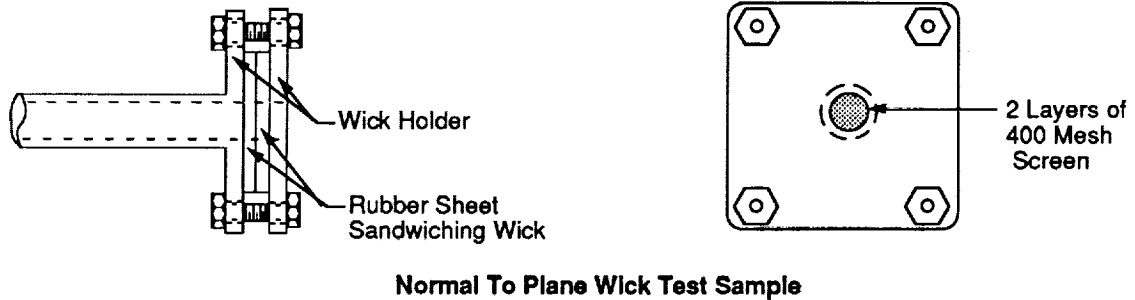 Wick Holder
Rubber Sheet
Sandwiching Wick
2 Layers of
400 Mesh
Screen
Normal To Plane Wick Test Sample